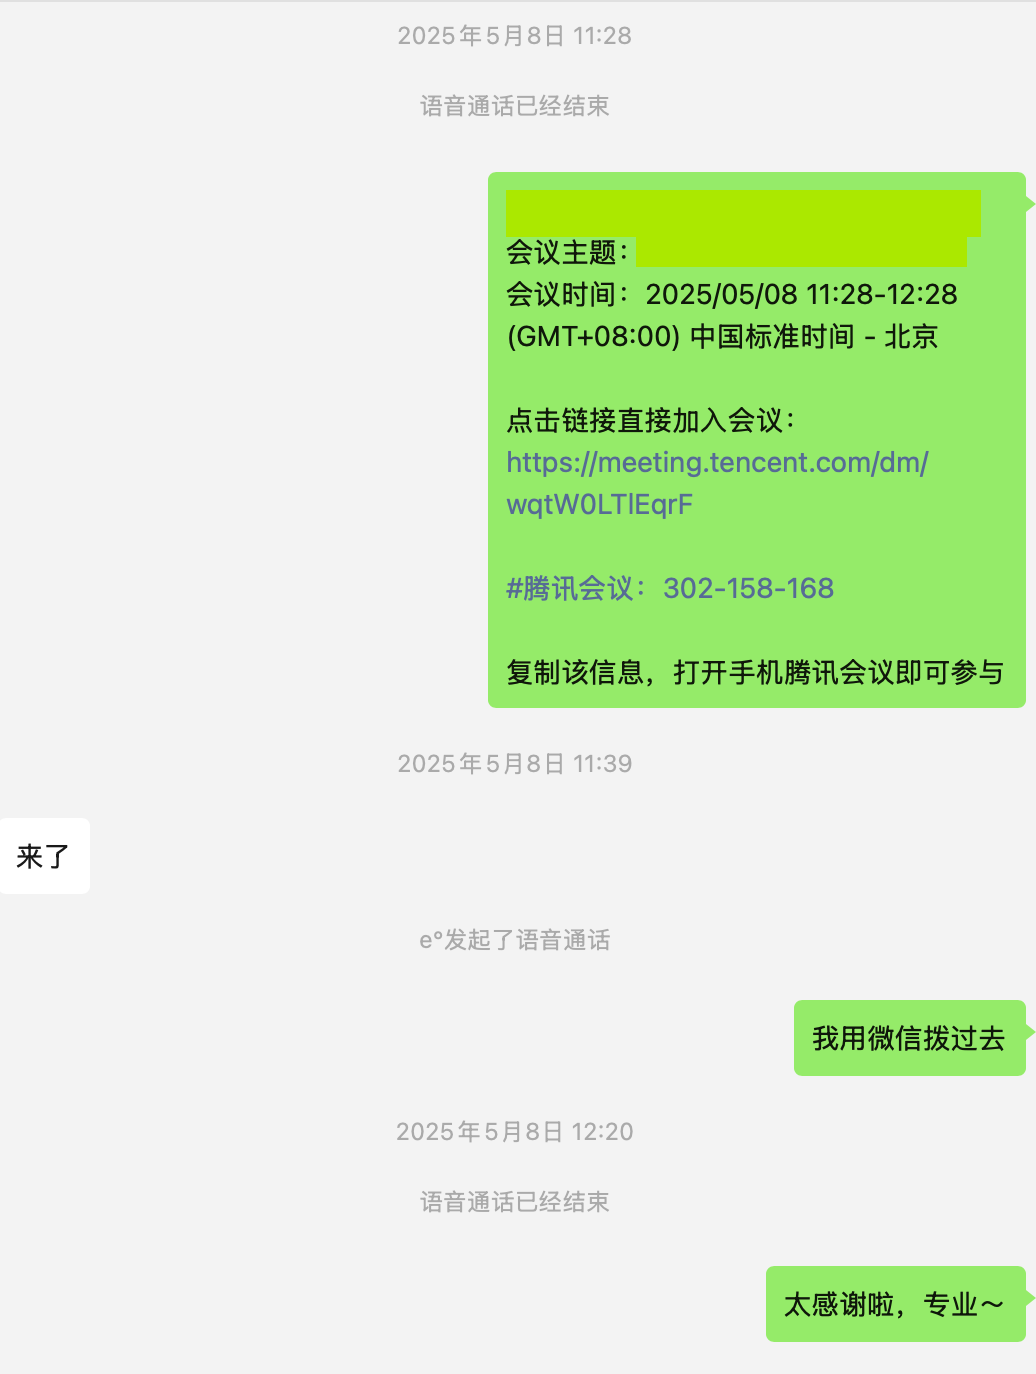 2025年5月8日 11:28
语音通话已经结束
会议主题：
会议时间：2025/05/08 11:28-12:28
(GMT+08:00) 中国标准时间 - 北京
点击链接直接加入会议：
https://meeting.tencent.com/dm/
wqtW0LTlEqrF
#腾讯会议：302-158-168
复制该信息，打开手机腾讯会议即可参与
2025年5月8日 11:39
来了
e°发起了语音通话
我用微信拨过去
2025年5月8日 12:20
语音通话已经结束
太感谢啦，专业～